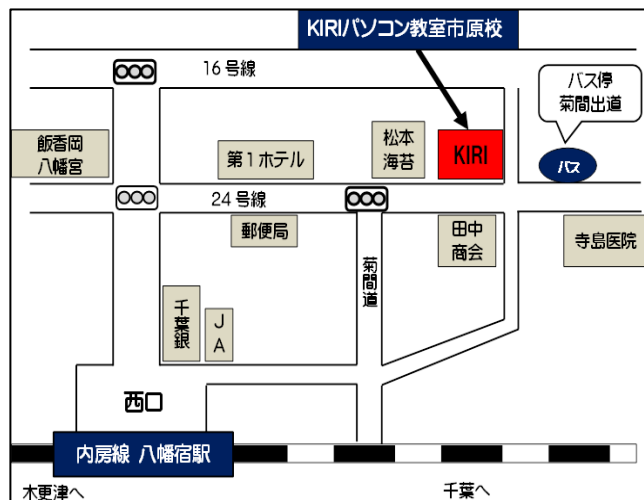 KIRIパソコン教室市原校
16号線
バス停
菊間出道
飯香岡
八幡宮
第1ホテル
松本
海苔
KIRI
バス
24号線
郵便局
田中
商会
寺島医院
菊間道
千葉銀
JA
西口
内房線 八幡宿駅
木更津へ
千葉へ